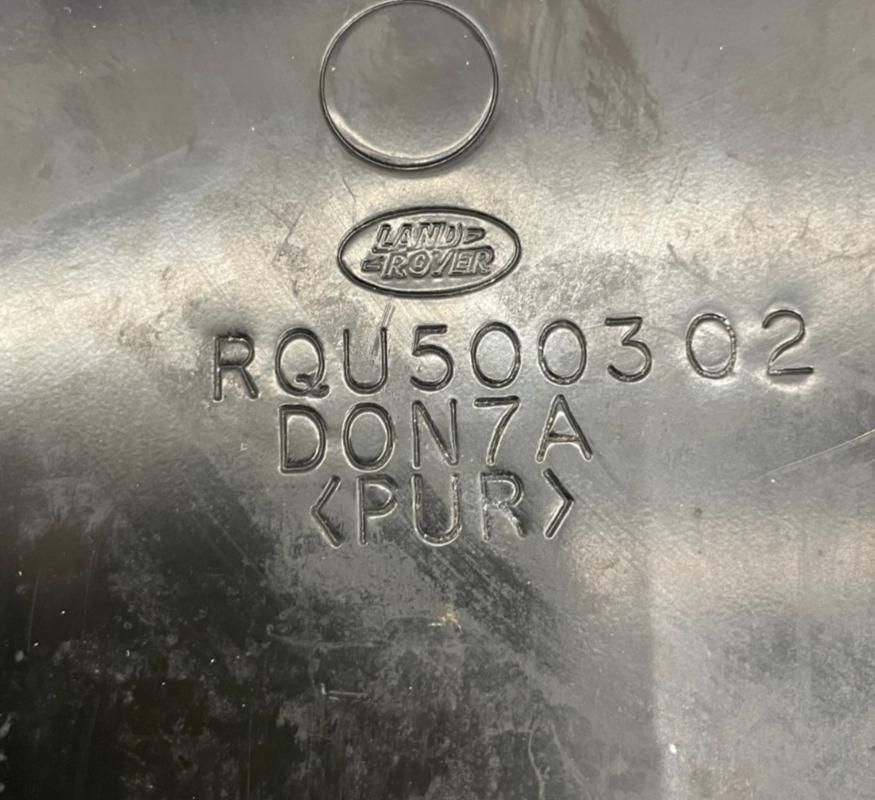 LAND
ROVER
RQU500302
DON7A
<PUR>